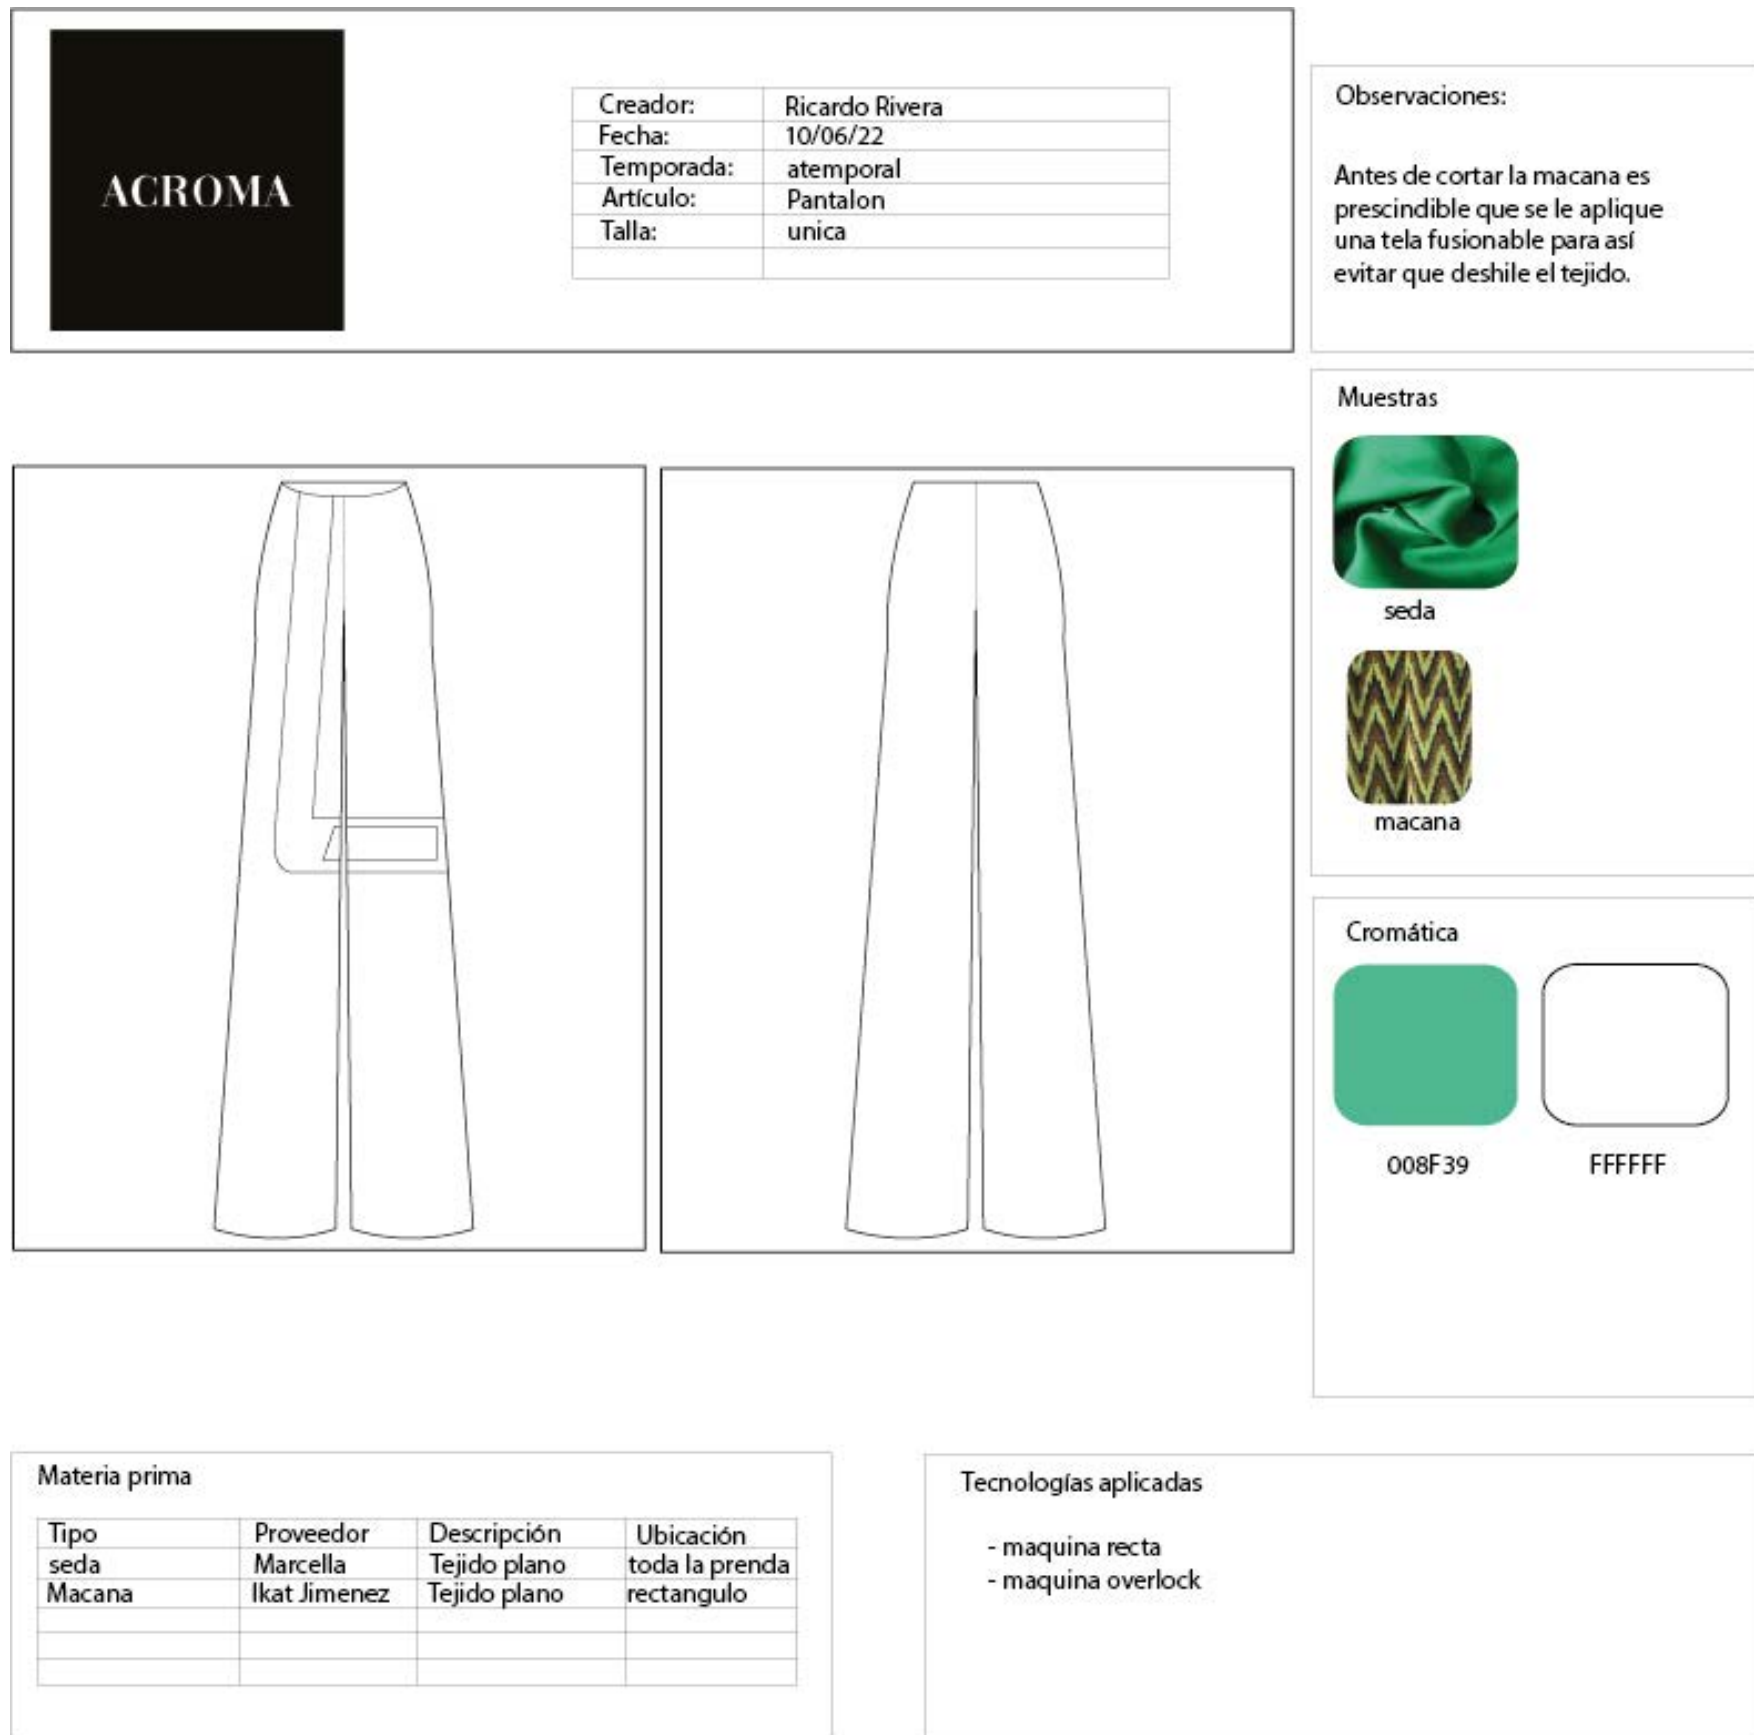 ACROMA
Creador: Ricardo Rivera
Fecha: 10/06/22
Temporada: atemporal
Artículo: Pantalon
Talla: unica
Observaciones:
Antes de cortar la macana es
prescindible que se le aplique
una tela fusionable para así
evitar que deshile el tejido.
Muestras
seda
macana
Cromática
008F39 FFFFFF
Materia prima
Tipo Proveedor Descripción Ubicación
seda Marcella Tejido plano toda la prenda
Macana Ikat Jimenez Tejido plano rectangulo
Tecnologías aplicadas
- maquina recta
- maquina overlock